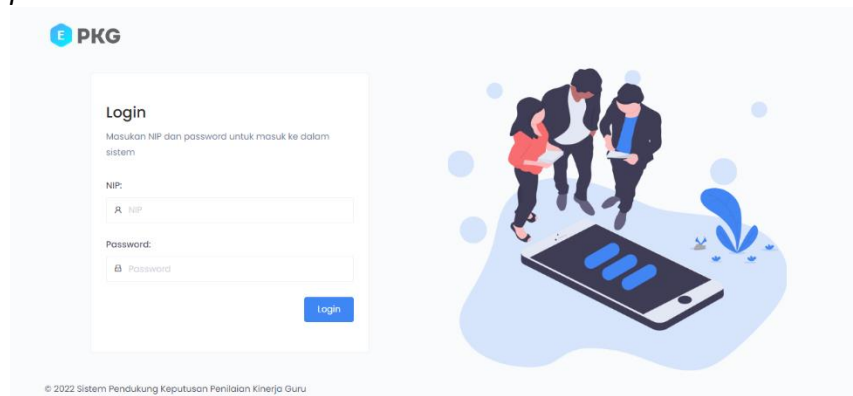 E PKG
Login
Masukan NIP dan password untuk masuk ke dalam
sistem
NIP:
NIP
Password:
Password
Login
© 2022 Sistem Pendukung Keputusan Penilaian Kinerja Guru